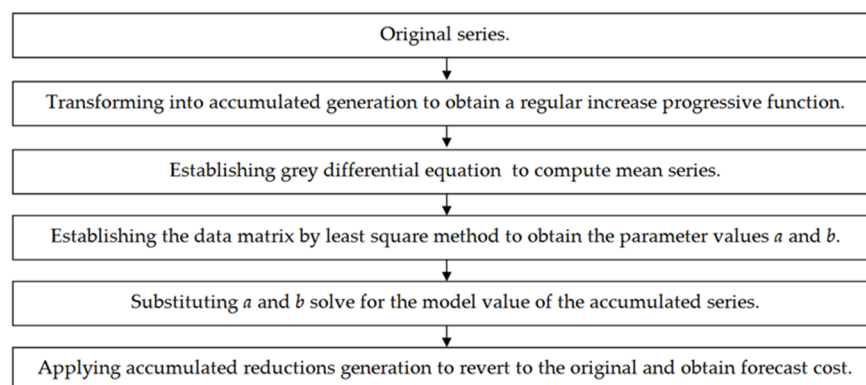 Original series.
Transforming into accumulated generation to obtain a regular increase progressive function.
Establishing grey differential equation to compute mean series.
Establishing the data matrix by least square method to obtain the parameter values a and b.
Substituting a and b solve for the model value of the accumulated series.
Applying accumulated reductions generation to revert to the original and obtain forecast cost.